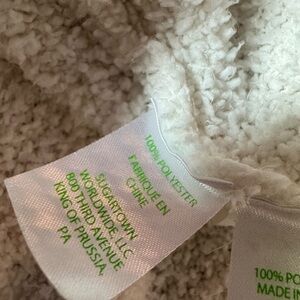 100% POLYESTER
FABRIQUÉ EN
CHINE
SUGARTOWN
WORLDWIDE, LLC
800 THIRD AVENUE
KING OF PRUSSIA,
PA
100% PO
MADE IN